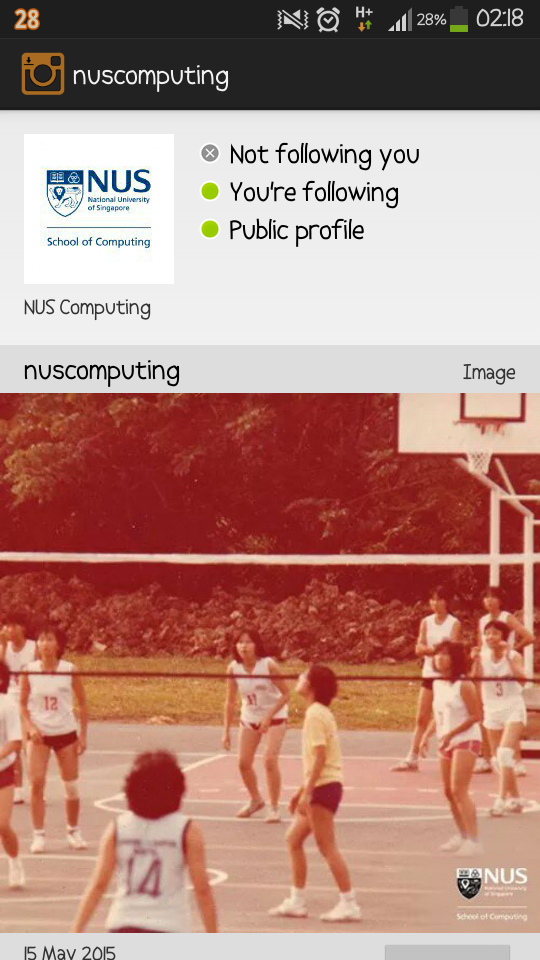 28
28%
02:18
nuscomputing
NUS
National University
of Singapore
School of Computing
Not following you
You're following
Public profile
NUS Computing
nuscomputing
Image
12
11
3
14
NUS
National University
of Singapore
School of Computing
15 May 2015